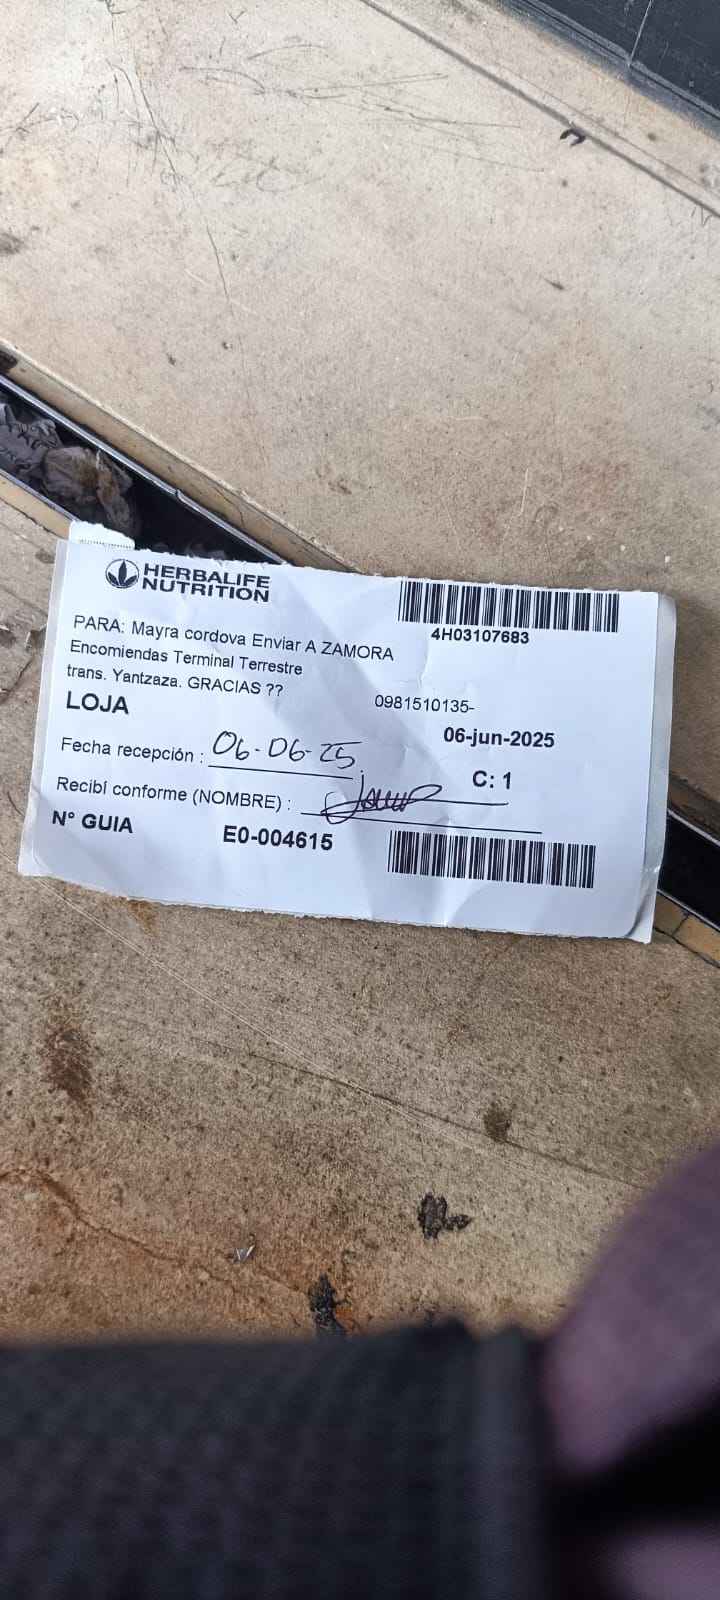 HERBALIFE
NUTRITION
4H03107683
PARA: Mayra cordova Enviar A ZAMORA
Encomiendas Terminal Terrestre
trans. Yantzaza. GRACIAS ??
0981510135-
LOJA
06-jun-2025
Fecha recepción : 06-06-25.
C: 1
Recibí conforme (NOMBRE) :
N° GUIA
E0-004615